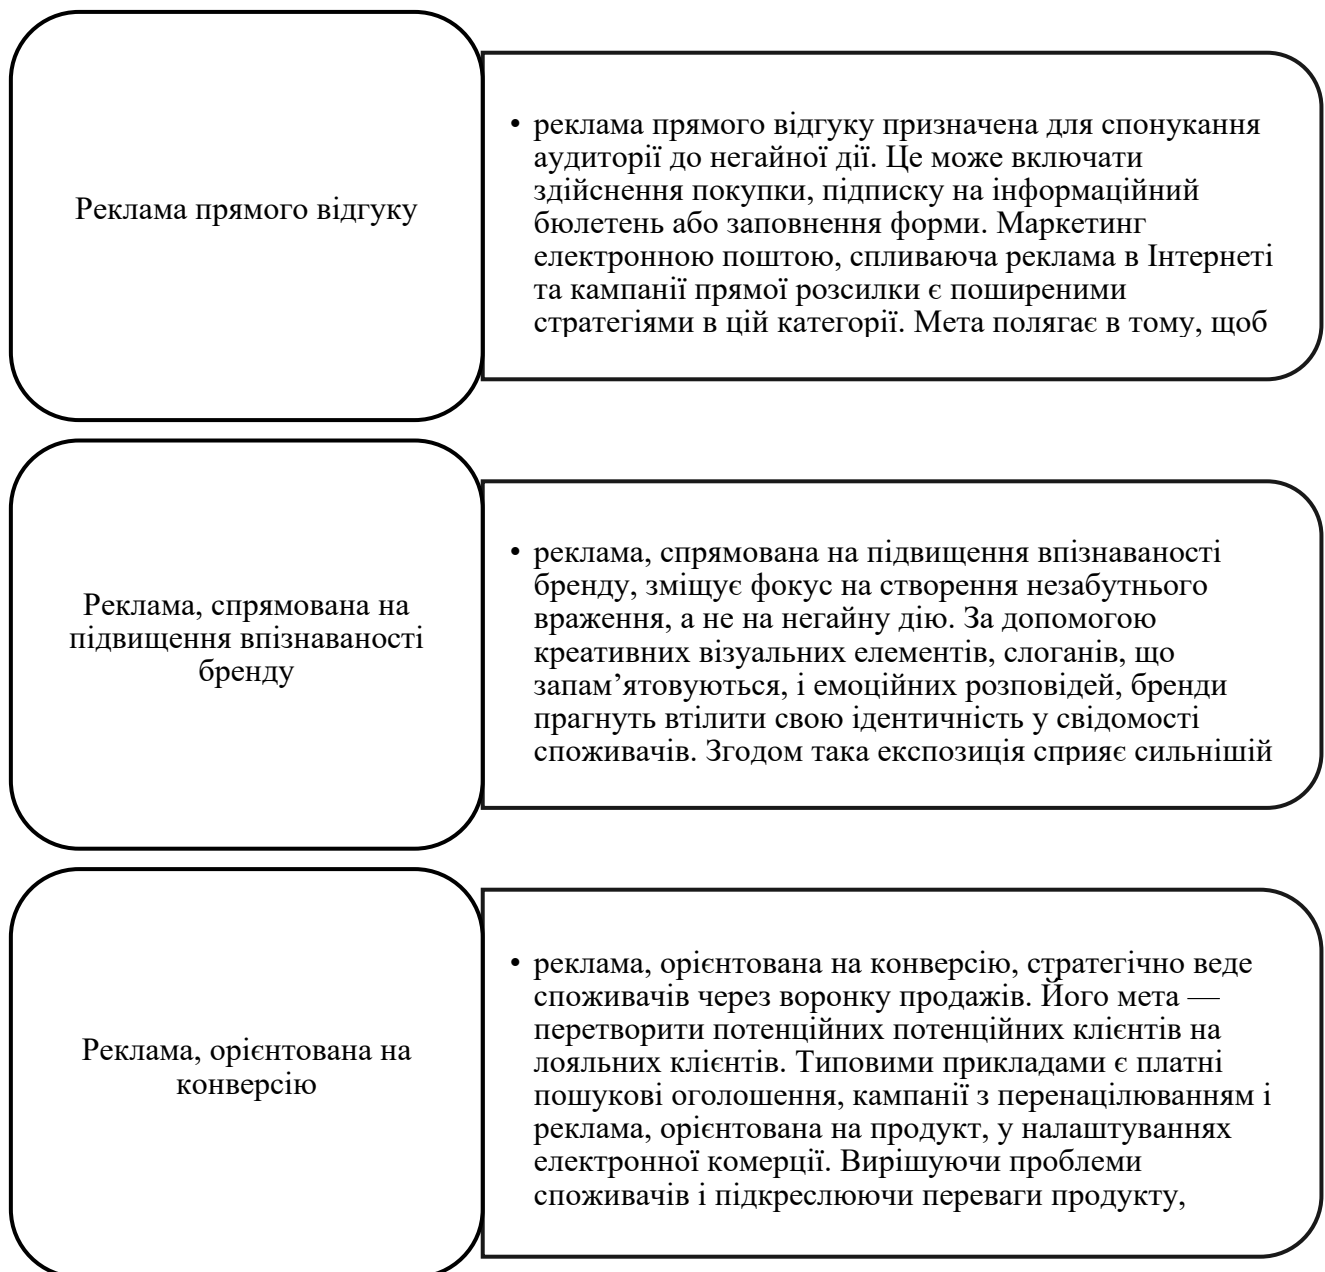 Реклама прямого відгуку
• реклама прямого відгуку призначена для спонукання
аудиторії до негайної дії. Це може включати
здійснення покупки, підписку на інформаційний
бюлетень або заповнення форми. Маркетинг
електронною поштою, спливаюча реклама в Інтернеті
та кампанії прямої розсилки є поширеними
стратегіями в цій категорії. Мета полягає в тому, щоб
Реклама, спрямована на
підвищення впізнаваності
бренду
• реклама, спрямована на підвищення впізнаваності
бренду, зміщує фокус на створення незабутнього
враження, а не на негайну дію. За допомогою
креативних візуальних елементів, слоганів, що
запам’ятовуються, і емоційних розповідей, бренди
прагнуть втілити свою ідентичність у свідомості
споживачів. Згодом така експозиція сприяє сильнішій
Реклама, орієнтована на
конверсію
• реклама, орієнтована на конверсію, стратегічно веде
споживачів через воронку продажів. Його мета —
перетворити потенційних потенційних клієнтів на
лояльних клієнтів. Типовими прикладами є платні
пошукові оголошення, кампанії з перенацілюванням і
реклама, орієнтована на продукт, у налаштуваннях
електронної комерції. Вирішуючи проблеми
споживачів і підкреслюючи переваги продукту,